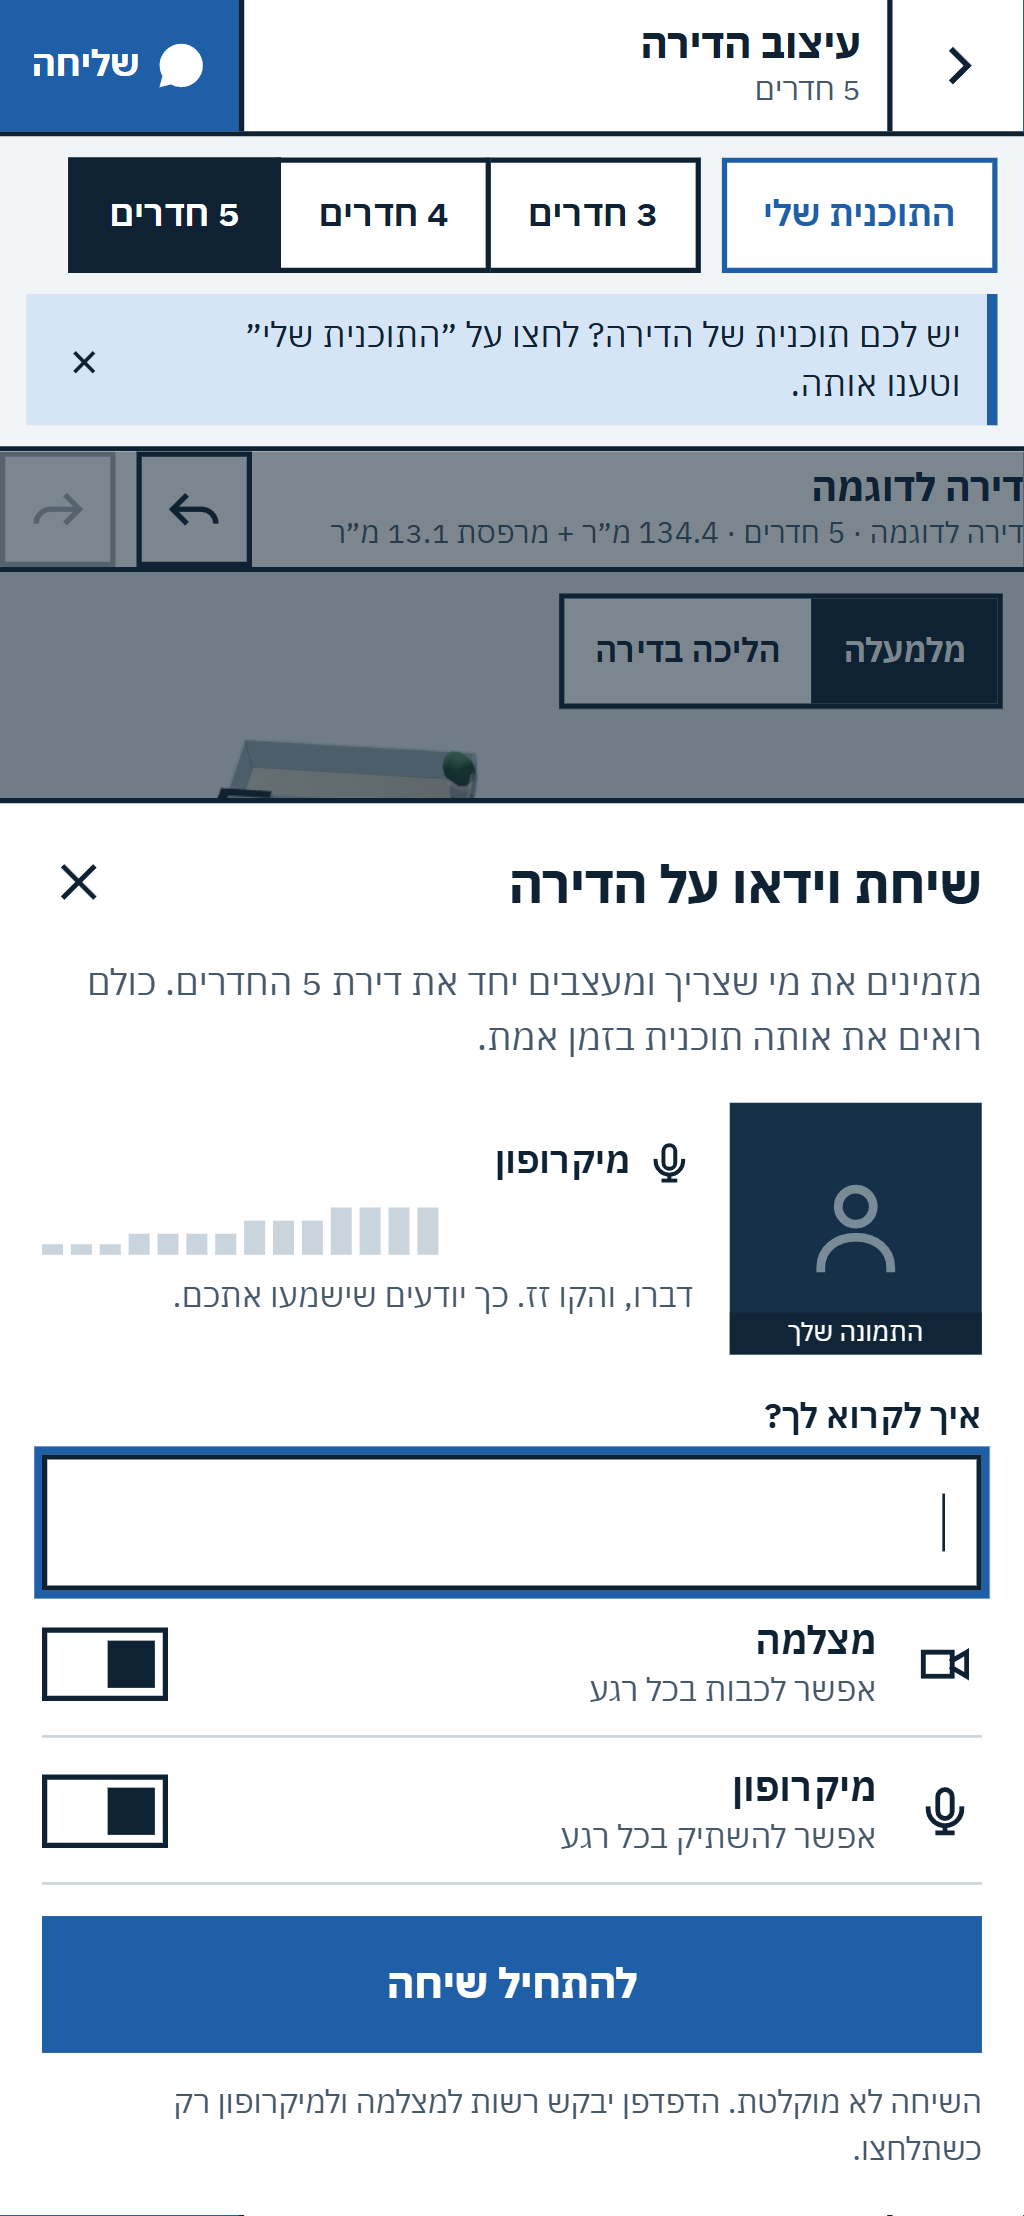 עיצוב הדירה
5 חדרים
שליחה
התוכנית שלי
3 חדרים
4 חדרים
5 חדרים
יש לכם תוכנית של הדירה? לחצו על ”התוכנית שלי”
וטענו אותה.
דירה לדוגמה
דירה לדוגמה · 5 חדרים · 134.4 מ”ר + מרפסת 13.1 מ”ר
מלמעלה
הליכה בדירה
שיחת וידאו על הדירה
מזמינים את מי שצריך ומעצבים יחד את דירת 5 החדרים. כולם
רואים את אותה תוכנית בזמן אמת.
מיקרופון
דברו, והקו זז. כך יודעים שישמעו אתכם.
התמונה שלך
איך לקרוא לך?
מצלמה
אפשר לכבות בכל רגע
מיקרופון
אפשר להשתיק בכל רגע
להתחיל שיחה
השיחה לא מוקלטת. הדפדפן יבקש רשות למצלמה ולמיקרופון רק
כשתלחצו.